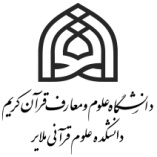 دانشگاه علوم و معارف قرآن کریم
دانشکده علوم قرآنی ملایر